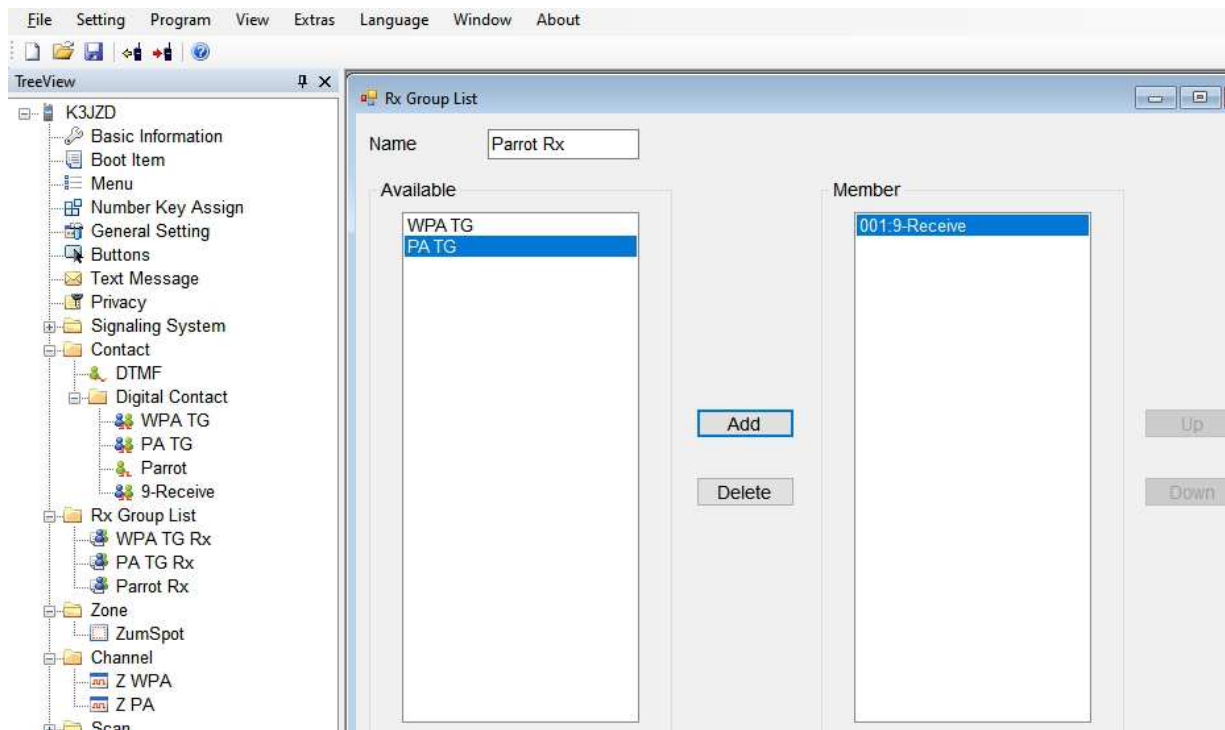 File Setting Program View Extras Language Window About
TreeView
K3JZD
Basic Information
Boot Item
Menu
Number Key Assign
General Setting
Buttons
Text Message
Privacy
Signaling System
Contact
DTMF
Digital Contact
WPA TG
PA TG
Parrot
9-Receive
Rx Group List
WPA TG Rx
PA TG Rx
Parrot Rx
Zone
ZumSpot
Channel
Z WPA
Z PA
Scan
Rx Group List
Name Parrot Rx
Available
WPA TG
PA TG
Add
Delete
Member
001:9-Receive
Up
Down